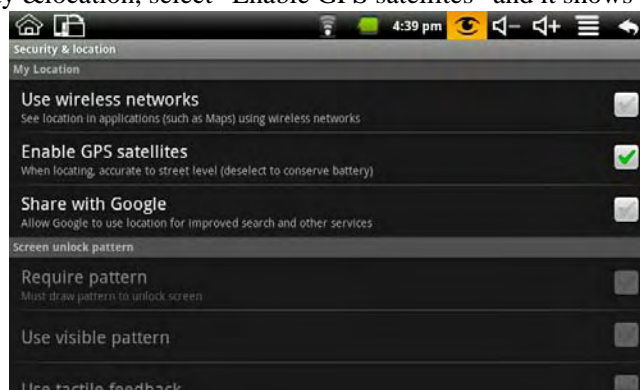 y &location, select "Enable GPS satellites" and it shows
4:39 pm
Security & location
My Location
Use wireless networks
See location in applications (such as Maps) using wireless networks
Enable GPS satellites
When locating, accurate to street level (deselect to conserve battery)
Share with Google
Allow Google to use location for improved search and other services
Screen unlock pattern
Require pattern
Must draw pattern to unlock screen
Use visible pattern
Use tactile feedback